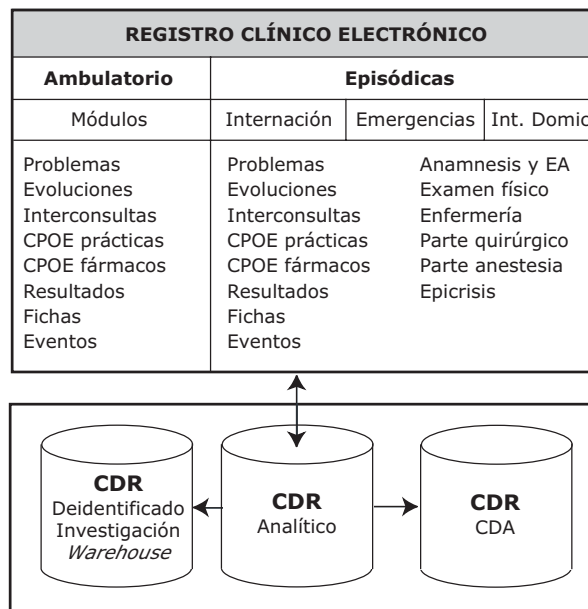 REGISTRO CLÍNICO ELECTRÓNICO
Ambulatorio
Episódicas
Módulos
Internación
Emergencias
Int. Domic
Problemas
Evoluciones
Interconsultas
CPOE prácticas
CPOE fármacos
Resultados
Fichas
Eventos
Problemas
Evoluciones
Interconsultas
CPOE prácticas
CPOE fármacos
Resultados
Fichas
Eventos
Anamnesis y EA
Examen físico
Enfermería
Parte quirúrgico
Parte anestesia
Epicrisis
CDR
Deidentificado
Investigación
Warehouse
CDR
Analítico
CDR
CDA